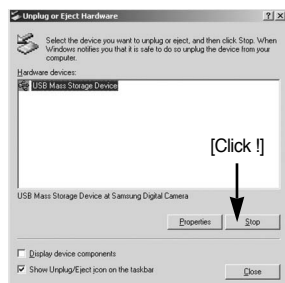 Unplug or Eject Hardware
Select the device you want to unplug or eject, and then click Stop. When
Windows notifies you that it is safe to do so unplug the device from your
computer.
Hardware devices:
USB Mass Storage Device
[Click !]
USB Mass Storage Device at Samsung Digital Camera
Properties
Stop
Display device components
Show Unplug/Eject icon on the taskbar
Close